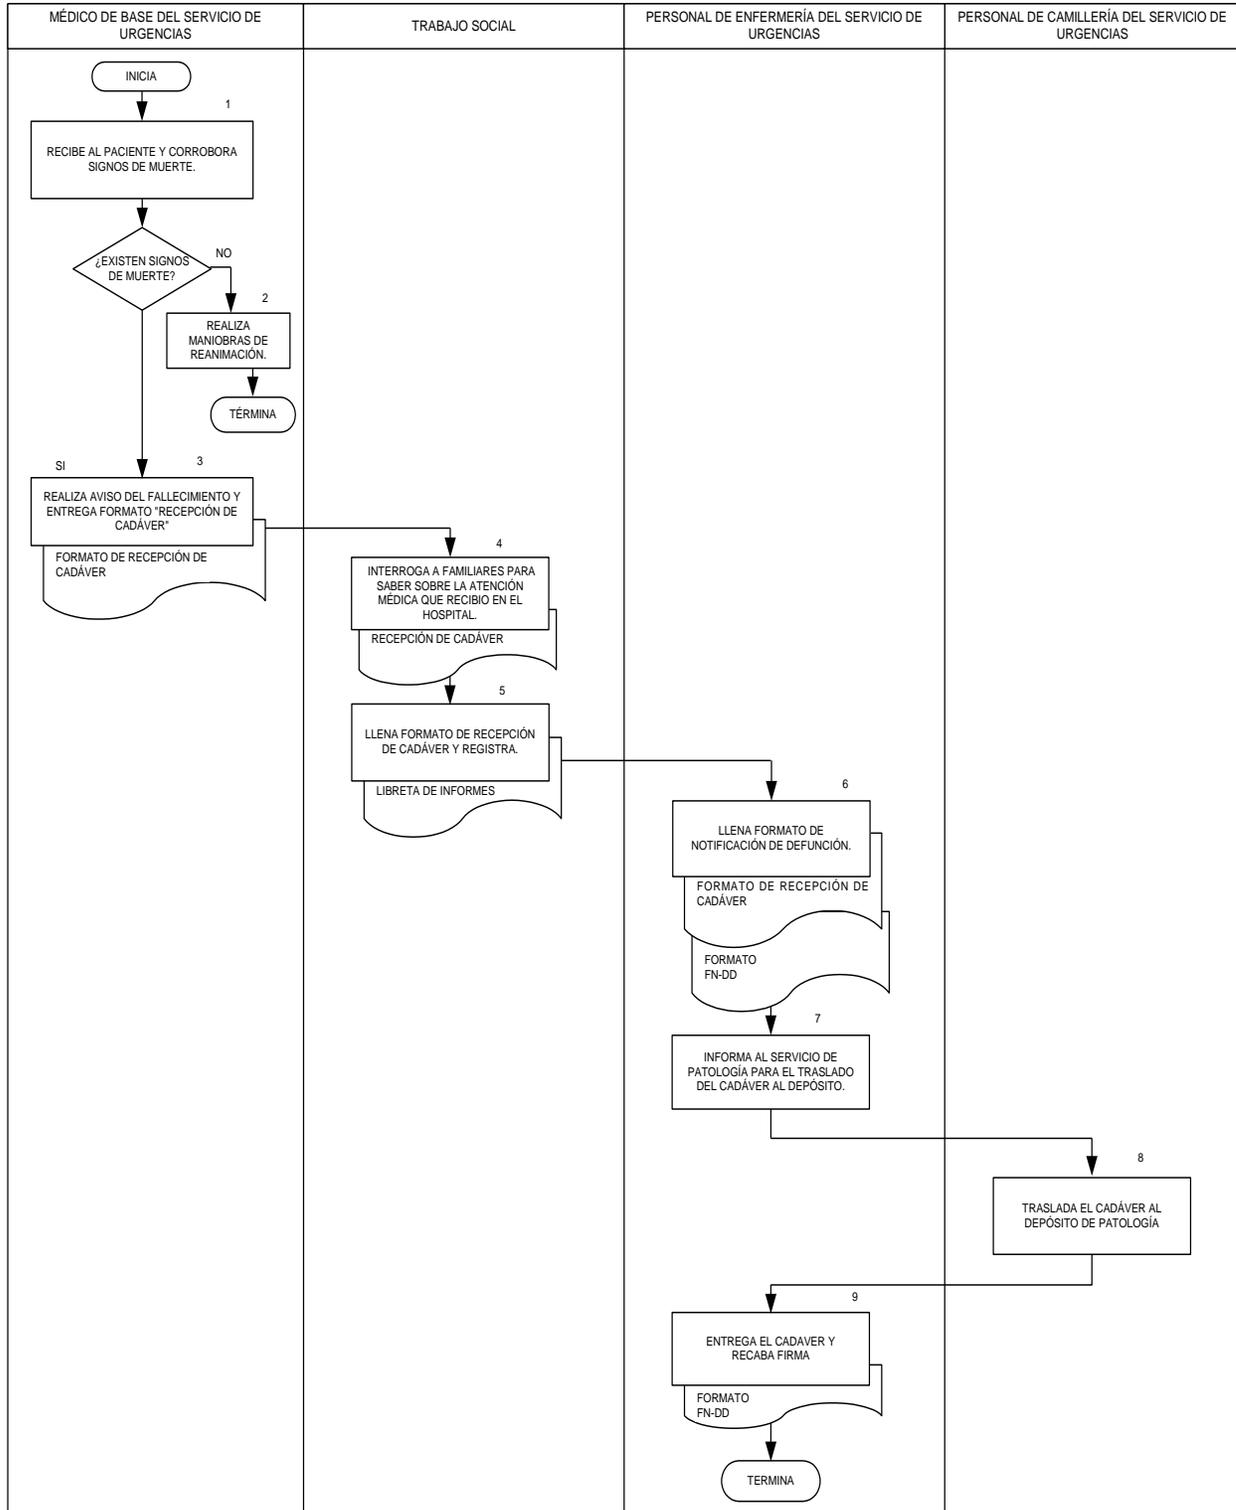 MÉDICO DE BASE DEL SERVICIO DE
URGENCIAS
TRABAJO SOCIAL
PERSONAL DE ENFERMERÍA DEL SERVICIO DE
URGENCIAS
PERSONAL DE CAMILLERÍA DEL SERVICIO DE
URGENCIAS
INICIA
1
RECIBE AL PACIENTE Y CORROBORA
SIGNOS DE MUERTE.
¿EXISTEN SIGNOS
DE MUERTE?
NO
2
REALIZA
MANIOBRAS DE
REANIMACIÓN.
TÉRMINA
SI
3
REALIZA AVISO DEL FALLECIMIENTO Y
ENTREGA FORMATO "RECEPCIÓN DE
CADÁVER"
FORMATO DE RECEPCIÓN DE
CADÁVER
4
INTERROGA A FAMILIARES PARA
SABER SOBRE LA ATENCIÓN
MÉDICA QUE RECIBIO EN EL
HOSPITAL.
RECEPCIÓN DE CADÁVER
5
LLENA FORMATO DE RECEPCIÓN
DE CADÁVER Y REGISTRA.
LIBRETA DE INFORMES
6
LLENA FORMATO DE
NOTIFICACIÓN DE DEFUNCIÓN.
FORMATO DE RECEPCIÓN DE
CADÁVER
FORMATO
FN-DD
7
INFORMA AL SERVICIO DE
PATOLOGÍA PARA EL TRASLADO
DEL CADÁVER AL DEPÓSITO.
8
TRASLADA EL CADÁVER AL
DEPÓSITO DE PATOLOGÍA
9
ENTREGA EL CADAVER Y
RECABA FIRMA
FORMATO
FN-DD
TERMINA